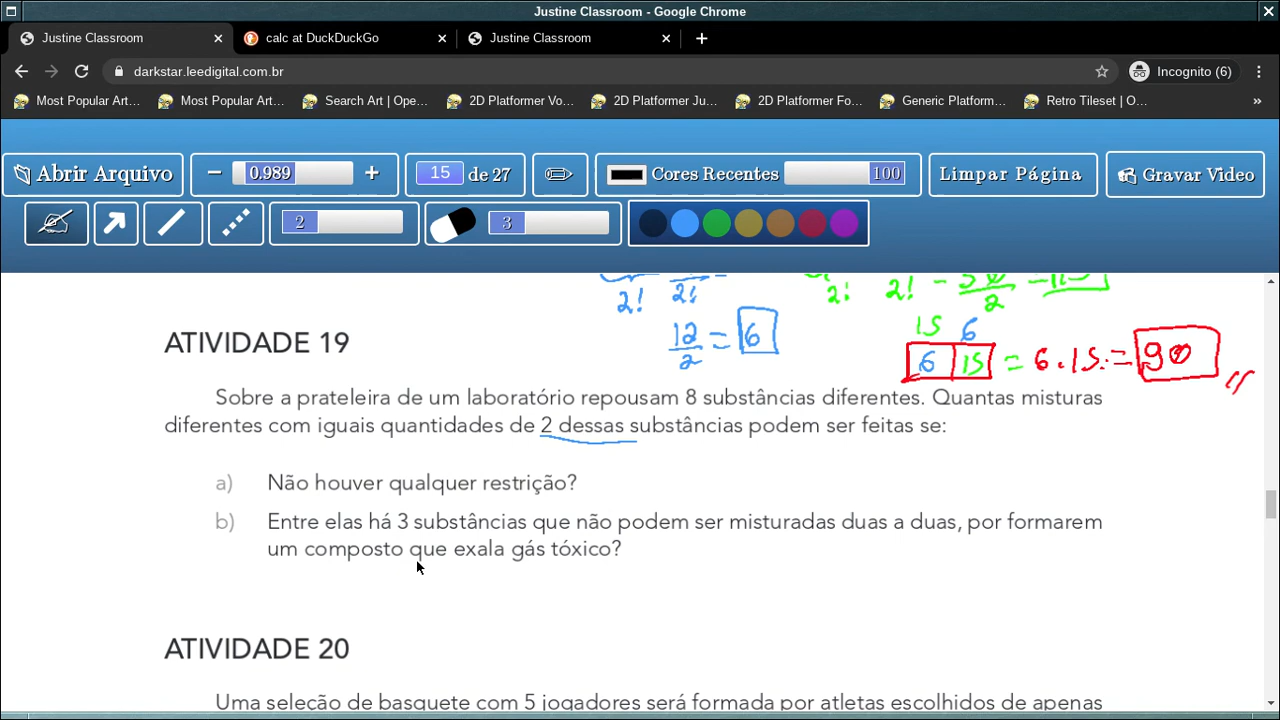 Justine Classroom - Google Chrome
Justine Classroom
calc at DuckDuckGo
Justine Classroom
darkstar.leedigital.com.br
Incognito (6)
Most Popular Art...
Most Popular Art...
Search Art | Ope...
2D Platformer Vo...
2D Platformer Ju...
2D Platformer Fo...
Generic Platform...
Retro Tileset | O...
Abrir Arquivo
0,989
15 de 27
Cores Recentes
100
Limpar Página
Gravar Video
2
3
2! 2!
2! 2! 2
12/2 = 6
15 6
6 15 = 6.15 = 90
ATIVIDADE 19
Sobre a prateleira de um laboratório repousam 8 substâncias diferentes. Quantas misturas
diferentes com iguais quantidades de 2 dessas substâncias podem ser feitas se:
a) Não houver qualquer restrição?
b) Entre elas há 3 substâncias que não podem ser misturadas duas a duas, por formarem
um composto que exala gás tóxico?
ATIVIDADE 20
Uma seleção de basquete com 5 jogadores será formada por atletas escolhidos de apenas